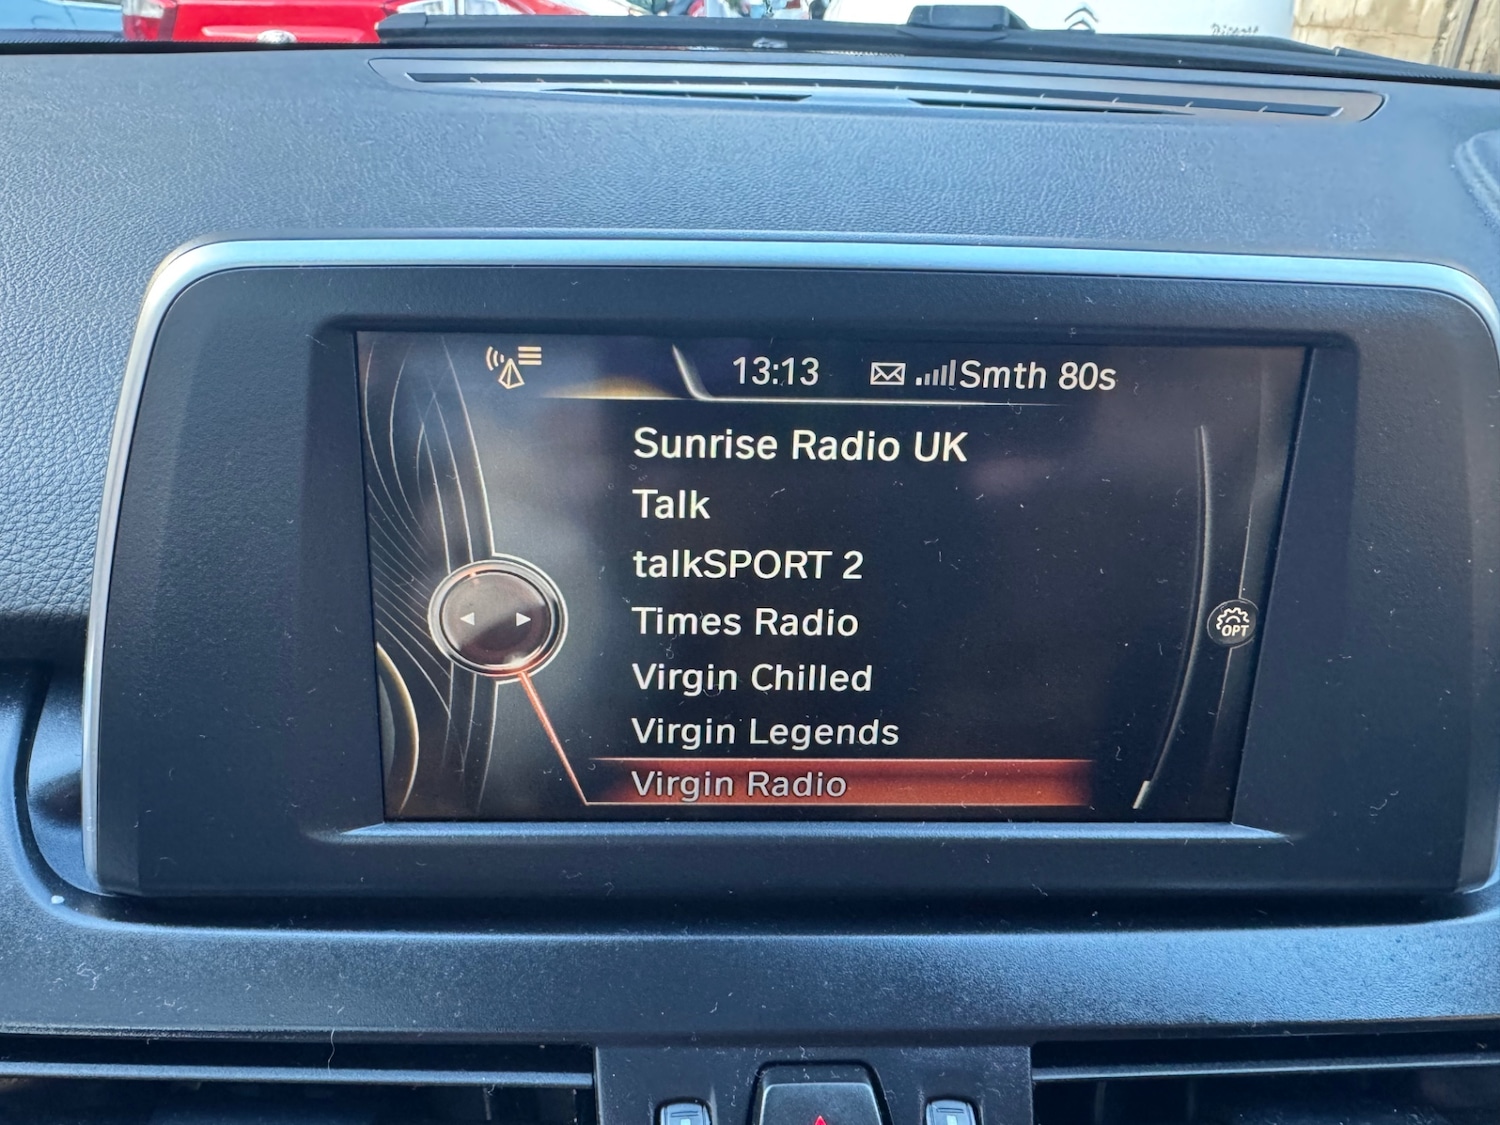 13:13 Smth 80s
Sunrise Radio UK
Talk
talkSPORT 2
Times Radio
Virgin Chilled
Virgin Legends
Virgin Radio
OPT